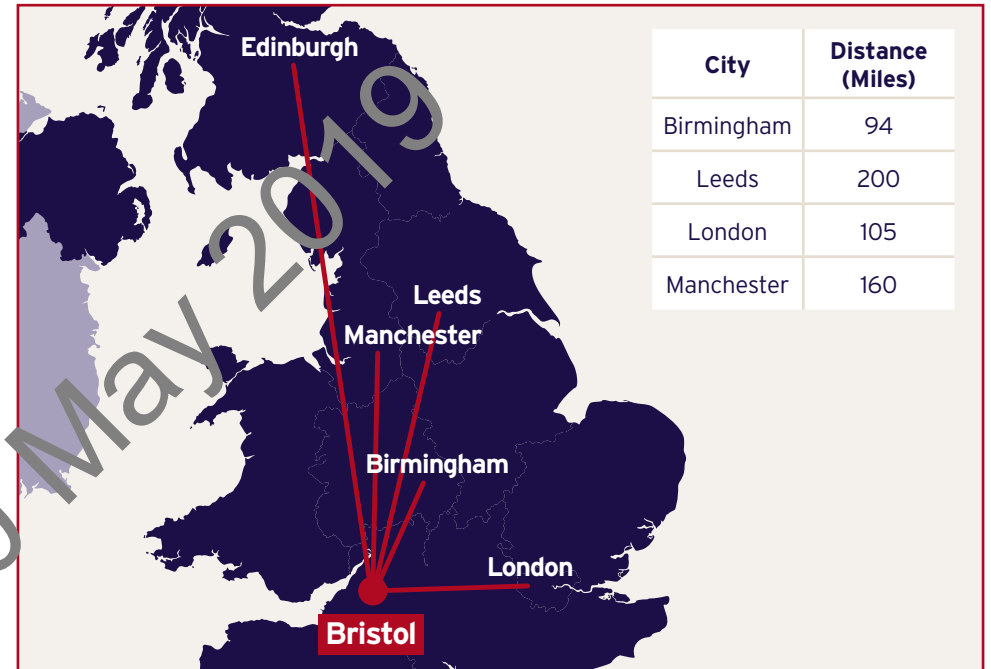 Edinburgh
Leeds
Manchester
Birmingham
London
Bristol
City Distance (Miles)
Birmingham 94
Leeds 200
London 105
Manchester 160
May 2019